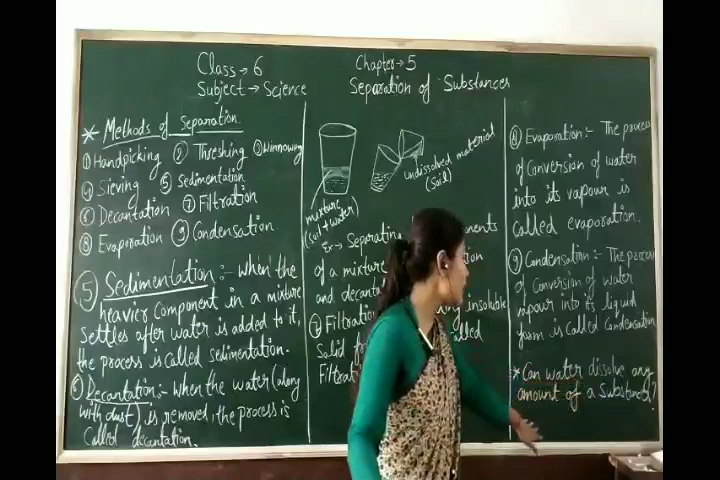 Class → 6
Chapter → 5
Subject → Science
Separation of Substances
* Methods of Separation
① Handpicking ② Threshing ③ Winnowing
④ Sieving ⑤ Sedimentation
⑥ Decantation ⑦ Filtration
⑧ Evaporation ⑨ Condensation.
⑤ Sedimentation :- When the
heavier component in a mixture
settles after water is added to it,
the process is called sedimentation.
⑥ Decantation :- When the water (along
with dust) is removed, the process is
called decantation.
undissolved material
(soil)
mixture
(soil + water)
Ex → Separating
of a mixture
and decanta
Filtratio insoluble
Solid called
Filtrat
⑧ Evaporation :- The process
of conversion of water
into its vapour is
called evaporation.
⑨ Condensation :- The process
of conversion of water
vapour into its liquid
form is called condensation
* Can water dissolve any
amount of a substance?